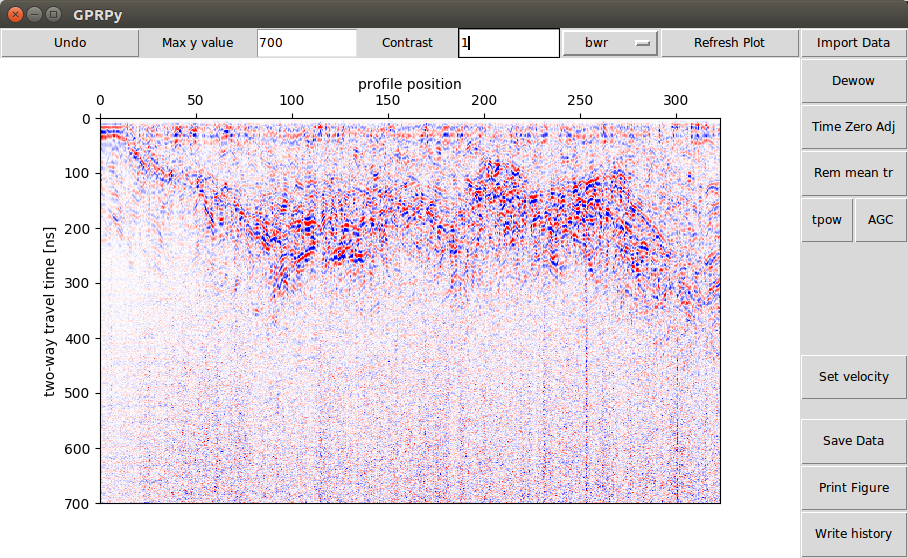 GPRPy
Undo Max y value 700 Contrast 1 bwr Refresh Plot Import Data
Dewow
Time Zero Adj
Rem mean tr
tpow AGC
Set velocity
Save Data
Print Figure
Write history
profile position
0 50 100 150 200 250 300
two-way travel time [ns]
0
100
200
300
400
500
600
700